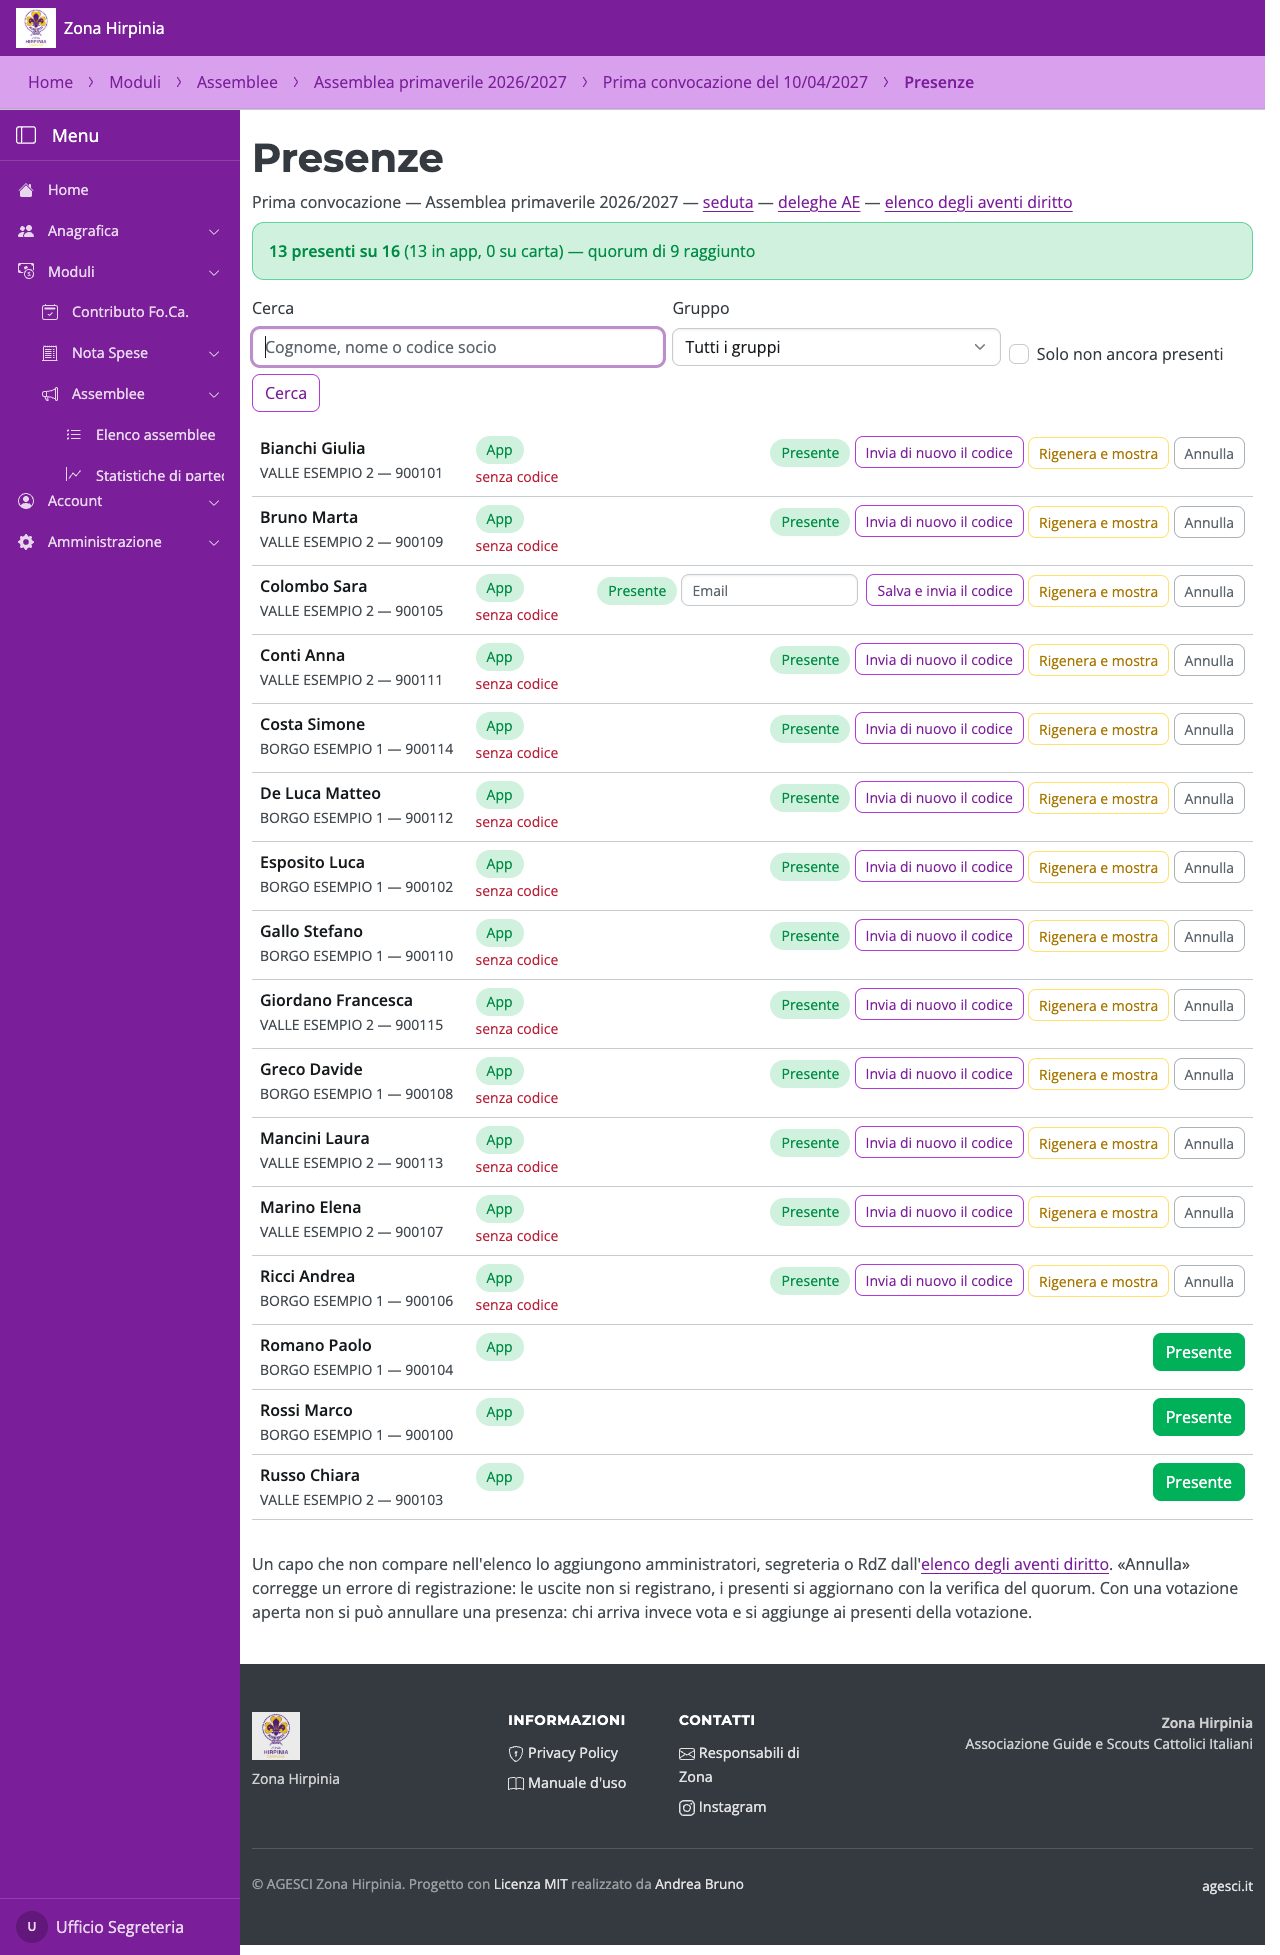 Zona Hirpinia
Home > Moduli > Assemblee > Assemblea primaverile 2026/2027 > Prima convocazione del 10/04/2027 > Presenze
Menu
Home
Anagrafica
Moduli
Contributo Fo.Ca.
Nota Spese
Assemblee
Elenco assemblee
Statistiche di partec
Account
Amministrazione
Ufficio Segreteria
U
Presenze
Prima convocazione — Assemblea primaverile 2026/2027 — seduta — deleghe AE — elenco degli aventi diritto
13 presenti su 16 (13 in app, 0 su carta) — quorum di 9 raggiunto
Cerca
Gruppo
Cognome, nome o codice socio
Tutti i gruppi
Solo non ancora presenti
Cerca
Bianchi Giulia App Presente Invia di nuovo il codice Rigenera e mostra Annulla
VALLE ESEMPIO 2 — 900101 senza codice
Bruno Marta App Presente Invia di nuovo il codice Rigenera e mostra Annulla
VALLE ESEMPIO 2 — 900109 senza codice
Colombo Sara App Presente Email Salva e invia il codice Rigenera e mostra Annulla
VALLE ESEMPIO 2 — 900105 senza codice
Conti Anna App Presente Invia di nuovo il codice Rigenera e mostra Annulla
VALLE ESEMPIO 2 — 900111 senza codice
Costa Simone App Presente Invia di nuovo il codice Rigenera e mostra Annulla
BORGO ESEMPIO 1 — 900114 senza codice
De Luca Matteo App Presente Invia di nuovo il codice Rigenera e mostra Annulla
BORGO ESEMPIO 1 — 900112 senza codice
Esposito Luca App Presente Invia di nuovo il codice Rigenera e mostra Annulla
BORGO ESEMPIO 1 — 900102 senza codice
Gallo Stefano App Presente Invia di nuovo il codice Rigenera e mostra Annulla
BORGO ESEMPIO 1 — 900110 senza codice
Giordano Francesca App Presente Invia di nuovo il codice Rigenera e mostra Annulla
VALLE ESEMPIO 2 — 900115 senza codice
Greco Davide App Presente Invia di nuovo il codice Rigenera e mostra Annulla
BORGO ESEMPIO 1 — 900108 senza codice
Mancini Laura App Presente Invia di nuovo il codice Rigenera e mostra Annulla
VALLE ESEMPIO 2 — 900113 senza codice
Marino Elena App Presente Invia di nuovo il codice Rigenera e mostra Annulla
VALLE ESEMPIO 2 — 900107 senza codice
Ricci Andrea App Presente Invia di nuovo il codice Rigenera e mostra Annulla
BORGO ESEMPIO 1 — 900106 senza codice
Romano Paolo App Presente
BORGO ESEMPIO 1 — 900104
Rossi Marco App Presente
BORGO ESEMPIO 1 — 900100
Russo Chiara App Presente
VALLE ESEMPIO 2 — 900103
Un capo che non compare nell'elenco lo aggiungono amministratori, segreteria o RdZ dall'elenco degli aventi diritto. «Annulla»
corregge un errore di registrazione: le uscite non si registrano, i presenti si aggiornano con la verifica del quorum. Con una votazione
aperta non si può annullare una presenza: chi arriva invece vota e si aggiunge ai presenti della votazione.
HIRPINIA
Zona Hirpinia
INFORMAZIONI
Privacy Policy
Manuale d'uso
CONTATTI
Responsabili di
Zona
Instagram
Zona Hirpinia
Associazione Guide e Scouts Cattolici Italiani
© AGESCI Zona Hirpinia. Progetto con Licenza MIT realizzato da Andrea Bruno
agesci.it